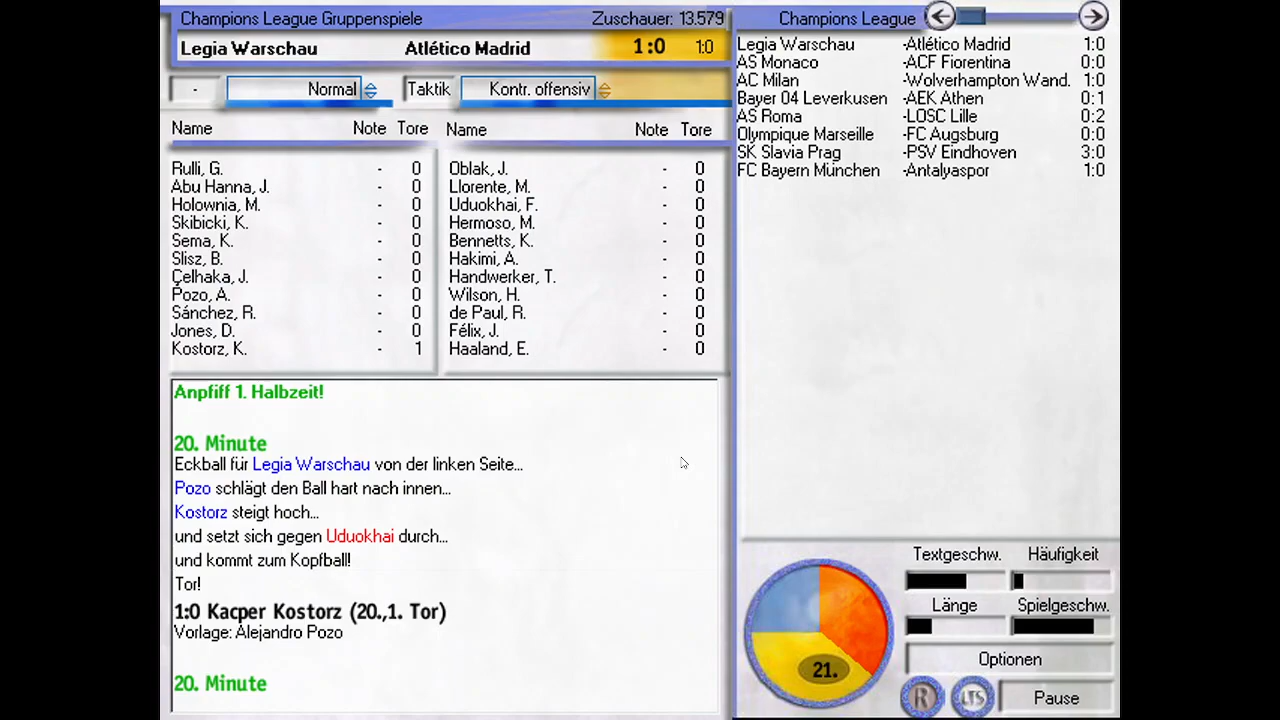 Champions League Gruppenspiele Zuschauer: 13.579
Legia Warschau Atlético Madrid 1:0 1:0
- Normal Taktik Kontr. offensiv
Name Note Tore Name Note Tore
Rulli, G. - 0 Oblak, J. - 0
Abu Hanna, J. - 0 Llorente, M. - 0
Holownia, M. - 0 Uduokhai, F. - 0
Skibicki, K. - 0 Hermoso, M. - 0
Sema, K. - 0 Bennetts, K. - 0
Slisz, B. - 0 Hakimi, A. - 0
Çelhaka, J. - 0 Handwerker, T. - 0
Pozo, A. - 0 Wilson, H. - 0
Sánchez, R. - 0 de Paul, R. - 0
Jones, D. - 0 Félix, J. - 0
Kostorz, K. - 1 Haaland, E. - 0
Anpfiff 1. Halbzeit!
20. Minute
Eckball für Legia Warschau von der linken Seite...
Pozo schlägt den Ball hart nach innen...
Kostorz steigt hoch...
und setzt sich gegen Uduokhai durch...
und kommt zum Kopfball!
Tor!
1:0 Kacper Kostorz (20.,1. Tor)
Vorlage: Alejandro Pozo
20. Minute
Champions League
Legia Warschau -Atlético Madrid 1:0
AS Monaco -ACF Fiorentina 0:0
AC Milan -Wolverhampton Wand. 1:0
Bayer 04 Leverkusen -AEK Athen 0:1
AS Roma -LOSC Lille 0:2
Olympique Marseille -FC Augsburg 0:0
SK Slavia Prag -PSV Eindhoven 3:0
FC Bayern München -Antalyaspor 1:0
Textgeschw. Häufigkeit
Länge Spielgeschw.
21.
Optionen
R LTS Pause